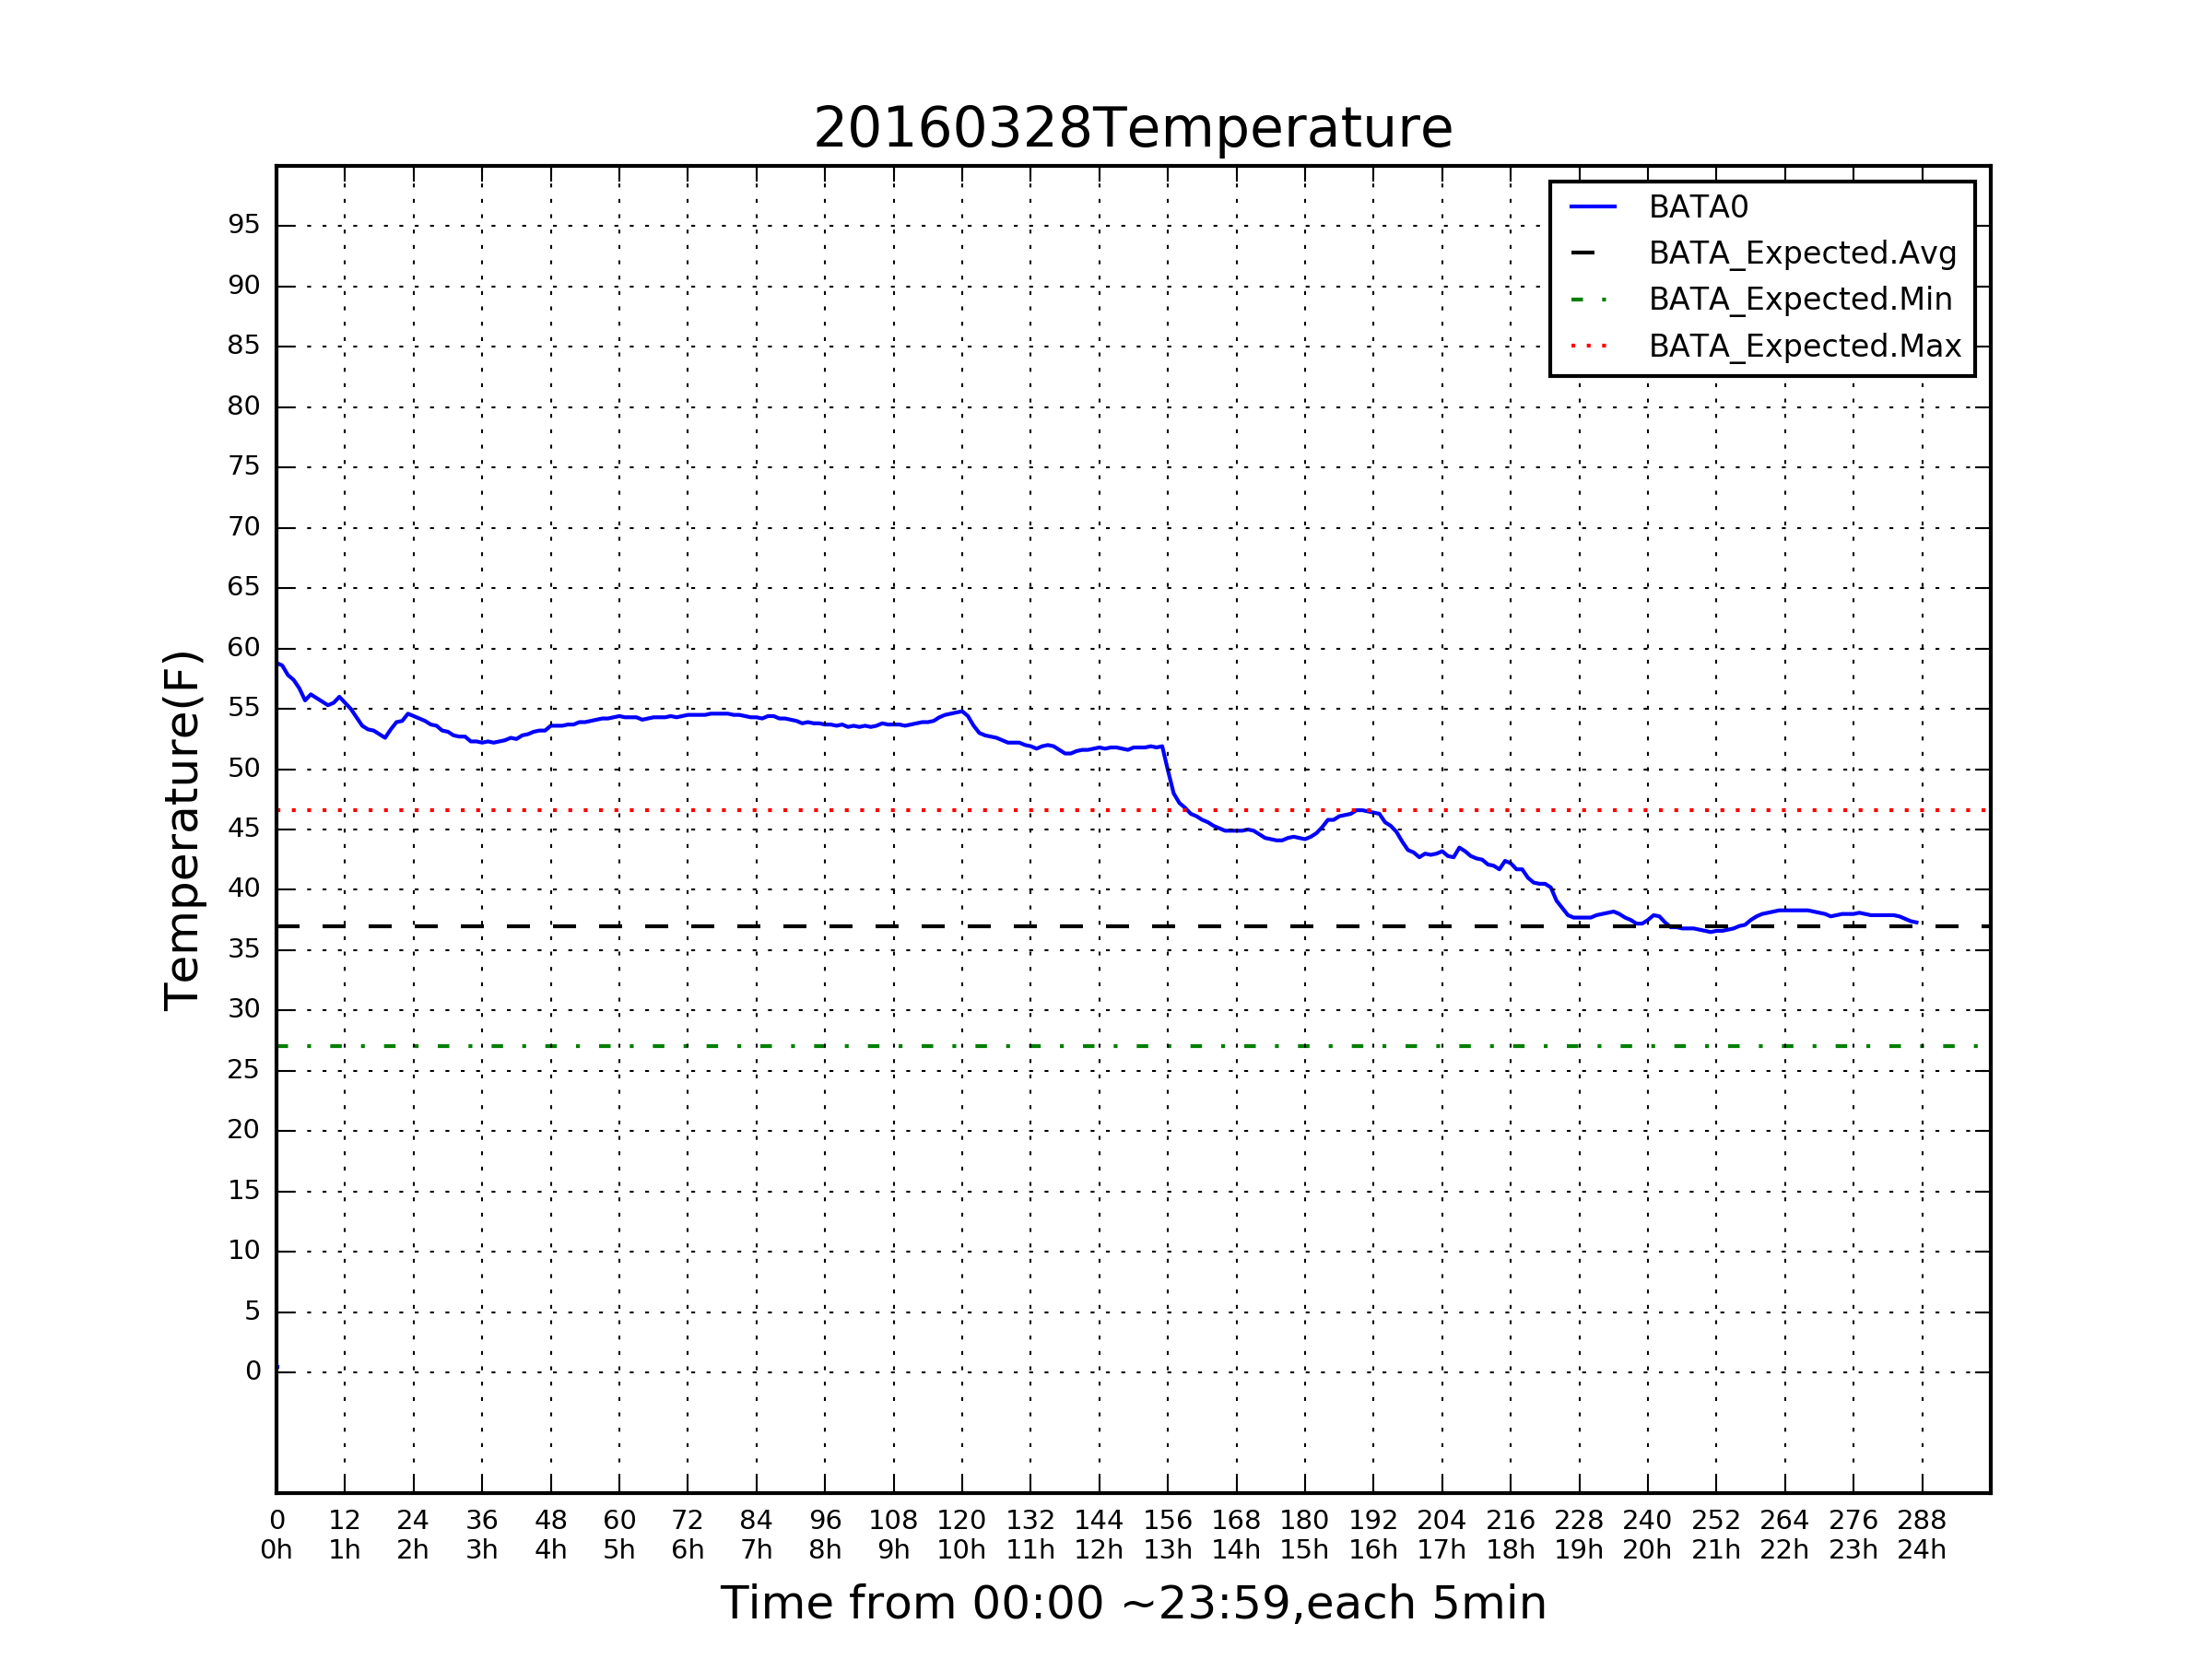 20160328Temperature
BATA0
BATA_Expected.Avg
BATA_Expected.Min
BATA_Expected.Max
95
90
85
80
75
70
65
60
55
50
45
40
35
30
25
20
15
10
5
0
Temperature(F)
0 12 24 36 48 60 72 84 96 108 120 132 144 156 168 180 192 204 216 228 240 252 264 276 288
0h 1h 2h 3h 4h 5h 6h 7h 8h 9h 10h 11h 12h 13h 14h 15h 16h 17h 18h 19h 20h 21h 22h 23h 24h
Time from 00:00 ~23:59,each 5min